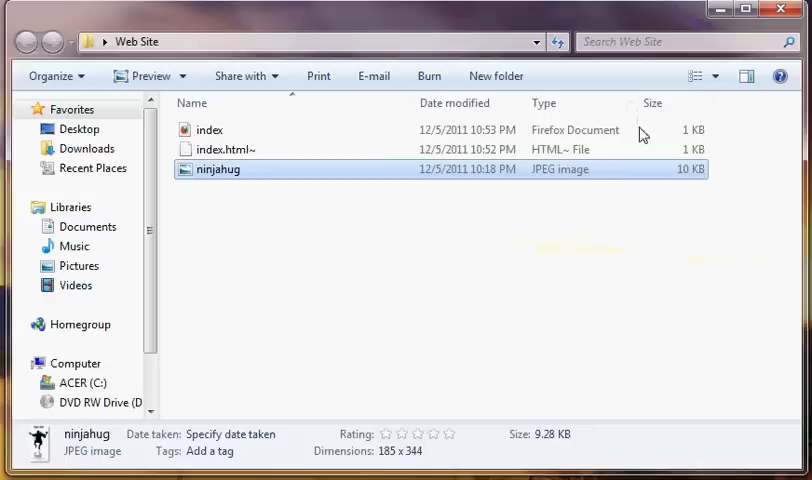 Web Site
Search Web Site
Organize Preview Share with Print E-mail Burn New folder
Name Date modified Type Size
Favorites
Desktop
Downloads
Recent Places
Libraries
Documents
Music
Pictures
Videos
Homegroup
Computer
ACER (C:)
DVD RW Drive (D
index 12/5/2011 10:53 PM Firefox Document 1 KB
index.html~ 12/5/2011 10:52 PM HTML~ File 1 KB
ninjahug 12/5/2011 10:18 PM JPEG image 10 KB
ninjahug Date taken: Specify date taken Rating: Size: 9.28 KB
JPEG image Tags: Add a tag Dimensions: 185 x 344